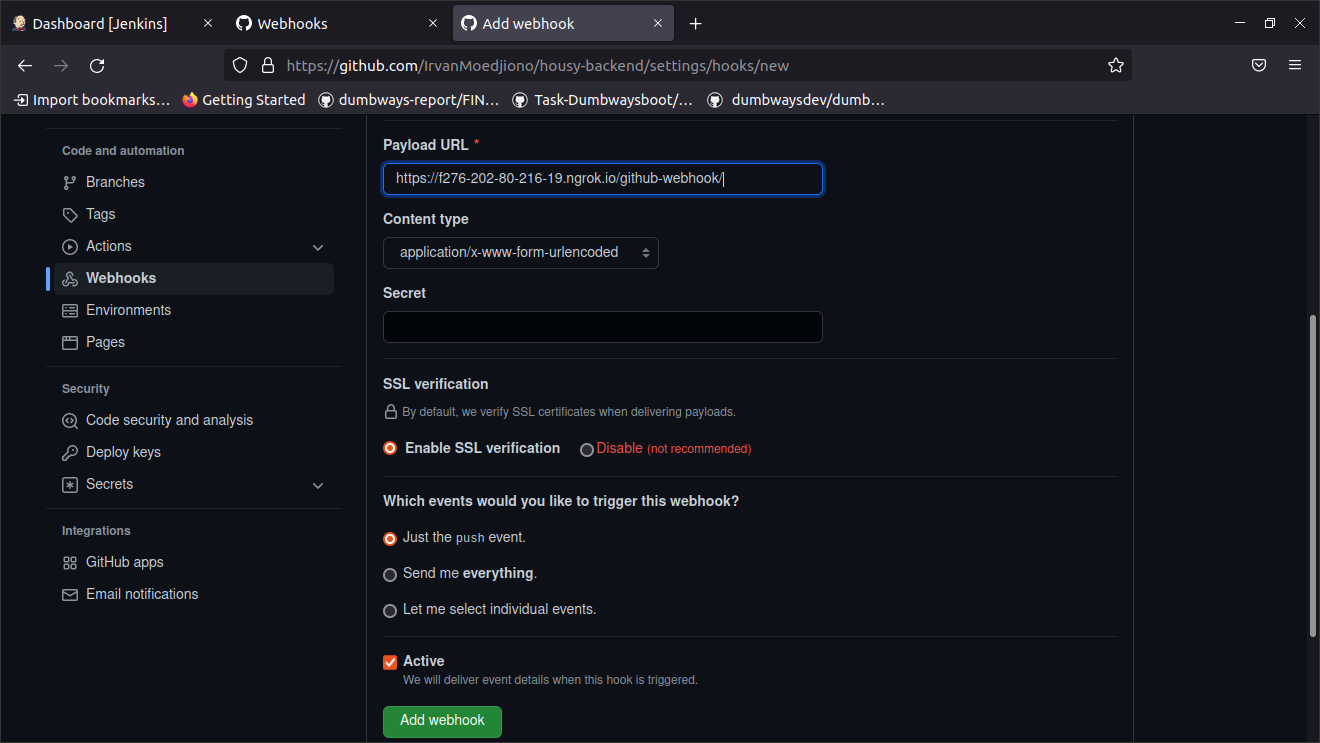 Dashboard [Jenkins]
Webhooks
Add webhook
https://github.com/IrvanMoedjiono/housy-backend/settings/hooks/new
Import bookmarks...
Getting Started
dumbways-report/FIN...
Task-Dumbwaysboot/...
dumbwaysdev/dumb...
Code and automation
Branches
Tags
Actions
Webhooks
Environments
Pages
Security
Code security and analysis
Deploy keys
Secrets
Integrations
GitHub apps
Email notifications
Payload URL *
https://f276-202-80-216-19.ngrok.io/github-webhook/
Content type
application/x-www-form-urlencoded
Secret
SSL verification
By default, we verify SSL certificates when delivering payloads.
Enable SSL verification
Disable (not recommended)
Which events would you like to trigger this webhook?
Just the push event.
Send me everything.
Let me select individual events.
Active
We will deliver event details when this hook is triggered.
Add webhook